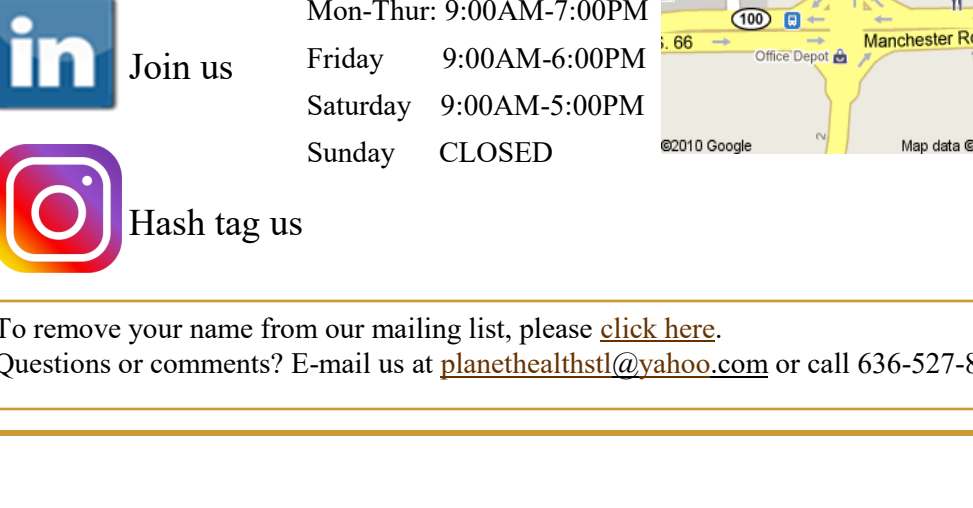 in
Join us
Hash tag us
Mon-Thur: 9:00AM-7:00PM
Friday 9:00AM-6:00PM
Saturday 9:00AM-5:00PM
Sunday CLOSED
100
. 66
Manchester
Office Depot
©2010 Google
Map data ©
To remove your name from our mailing list, please click here.
Questions or comments? E-mail us at planethealthstl@yahoo.com or call 636-527-8